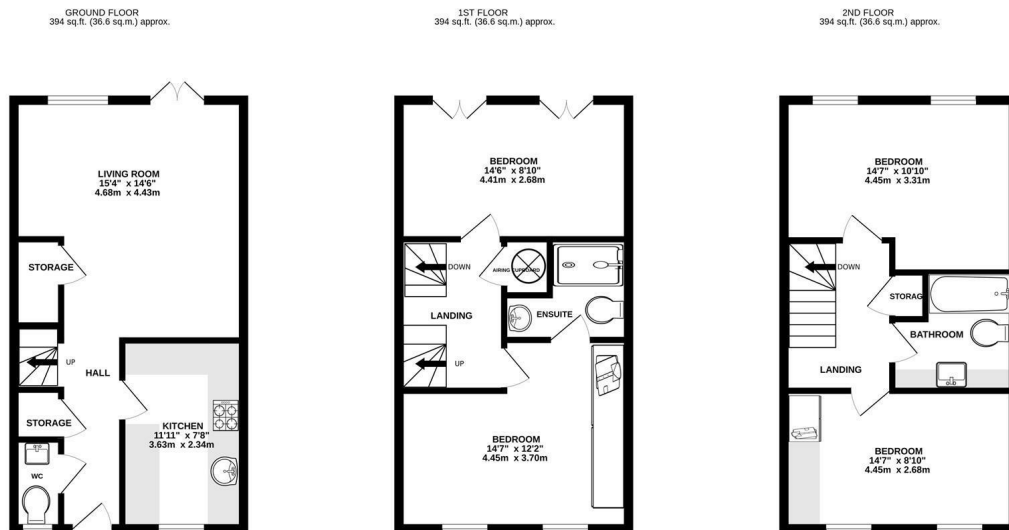 GROUND FLOOR
394 sq.ft. (36.6 sq.m.) approx.
LIVING ROOM
15'4" x 14'6"
4.68m x 4.43m
STORAGE
UP
HALL
STORAGE
KITCHEN
11'11" x 7'8"
3.63m x 2.34m
WC
1ST FLOOR
394 sq.ft. (36.6 sq.m.) approx.
BEDROOM
14'6" x 8'10"
4.41m x 2.68m
DOWN
AIRING CUPBOARD
LANDING
ENSUITE
UP
BEDROOM
14'7" x 12'2"
4.45m x 3.70m
2ND FLOOR
394 sq.ft. (36.6 sq.m.) approx.
BEDROOM
14'7" x 10'10"
4.45m x 3.31m
DOWN
STORAG
BATHROOM
LANDING
BEDROOM
14'7" x 8'10"
4.45m x 2.68m